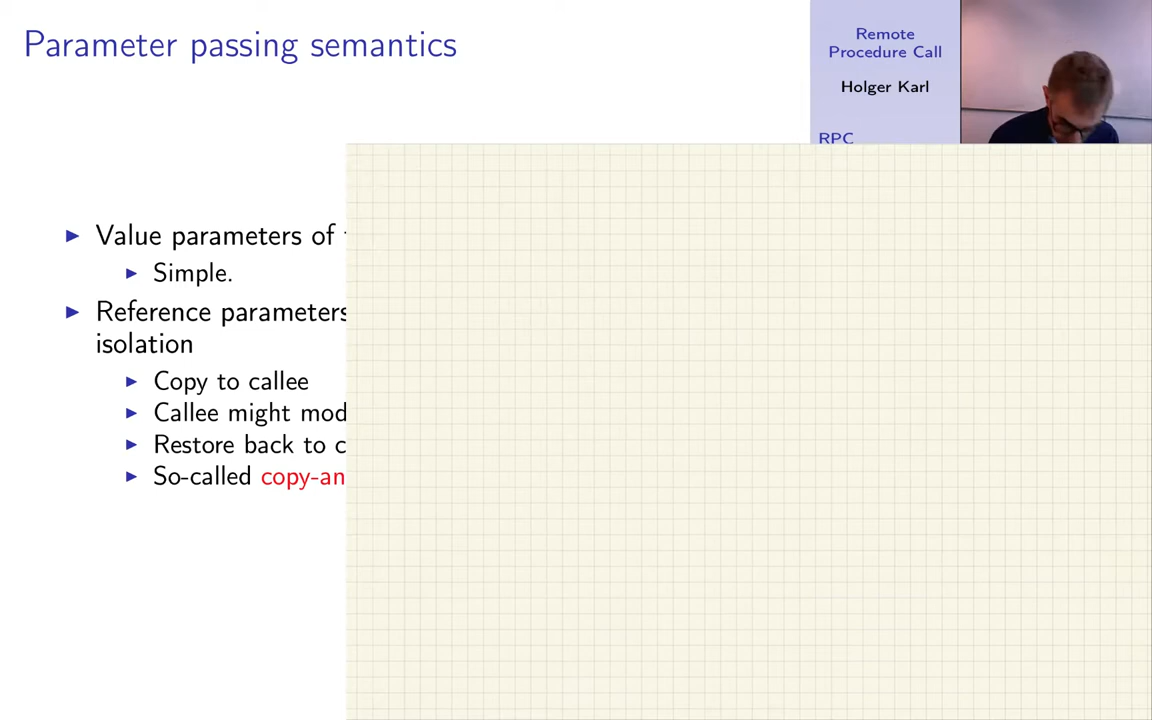 Parameter passing semantics
Remote
Procedure Call
Holger Karl
RPC
Value parameters of
Simple.
Reference parameters
isolation
Copy to callee
Callee might mod
Restore back to c
So-called copy-an